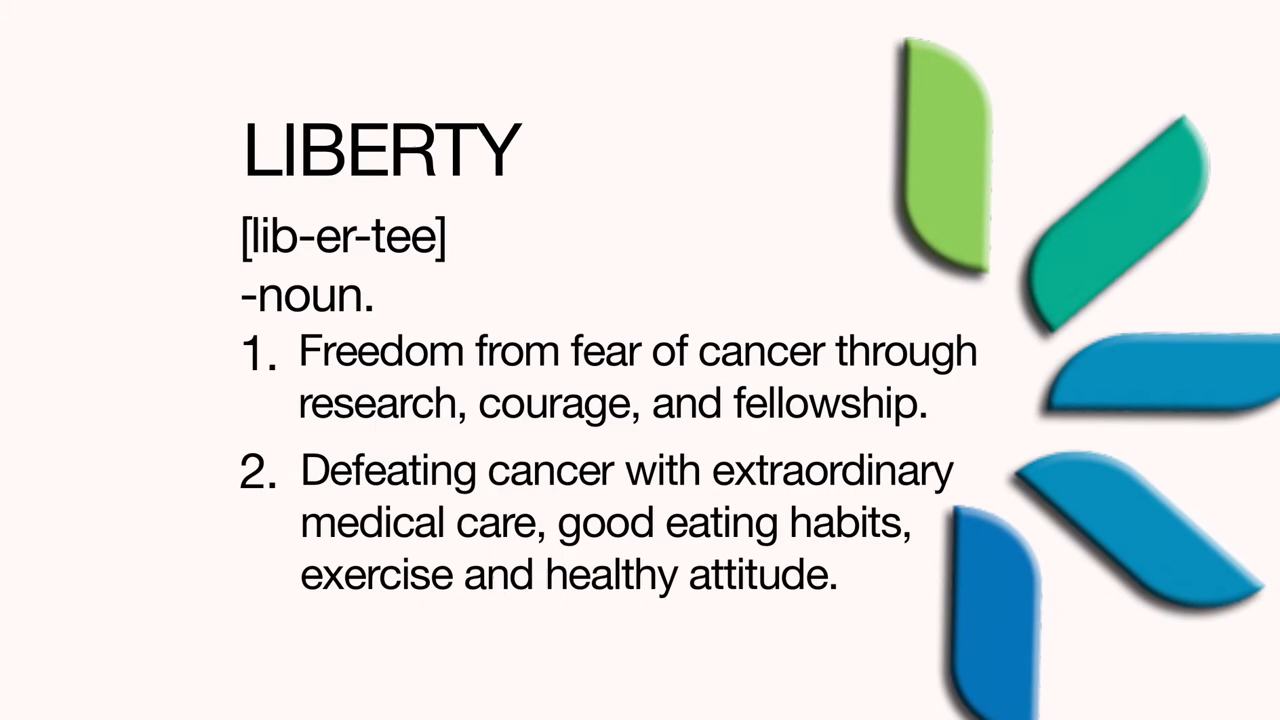 LIBERTY
[lib-er-tee]
-noun.
1. Freedom from fear of cancer through
research, courage, and fellowship.
2. Defeating cancer with extraordinary
medical care, good eating habits,
exercise and healthy attitude.